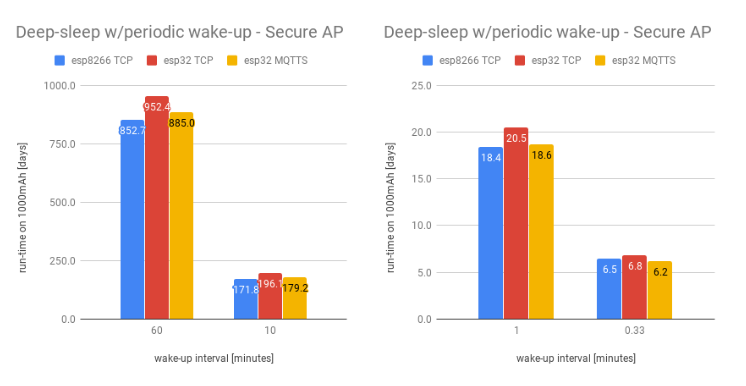 Deep-sleep w/periodic wake-up - Secure AP
esp8266 TCP esp32 TCP esp32 MQTTS
run-time on 1000mAh [days]
1000.0
750.0
500.0
250.0
0.0
852.7 952.4 885.0
171.8 196.1 179.2
60 10
wake-up interval [minutes]
Deep-sleep w/periodic wake-up - Secure AP
esp8266 TCP esp32 TCP esp32 MQTTS
run-time on 1000mAh [days]
25.0
20.0
15.0
10.0
5.0
0.0
18.4 20.5 18.6
6.5 6.8 6.2
1 0.33
wake-up interval [minutes]